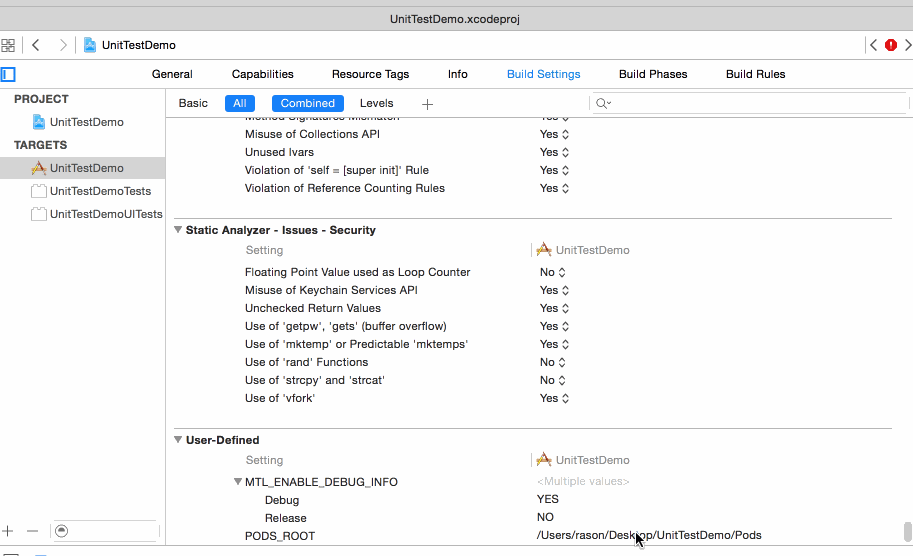 UnitTestDemo.xcodeproj
UnitTestDemo
General Capabilities Resource Tags Info Build Settings Build Phases Build Rules
PROJECT
UnitTestDemo
TARGETS
UnitTestDemo
UnitTestDemoTests
UnitTestDemoUITests
Basic All Combined Levels
Method Signatures Mismatch Yes
Misuse of Collections API Yes
Unused Ivars Yes
Violation of 'self = [super init]' Rule Yes
Violation of Reference Counting Rules Yes
Static Analyzer - Issues - Security
Setting UnitTestDemo
Floating Point Value used as Loop Counter No
Misuse of Keychain Services API Yes
Unchecked Return Values Yes
Use of 'getpw', 'gets' (buffer overflow) Yes
Use of 'mktemp' or Predictable 'mktemps' Yes
Use of 'rand' Functions No
Use of 'strcpy' and 'strcat' No
Use of 'vfork' Yes
User-Defined
Setting UnitTestDemo
MTL_ENABLE_DEBUG_INFO <Multiple values>
Debug YES
Release NO
PODS_ROOT /Users/rason/Desktop/UnitTestDemo/Pods